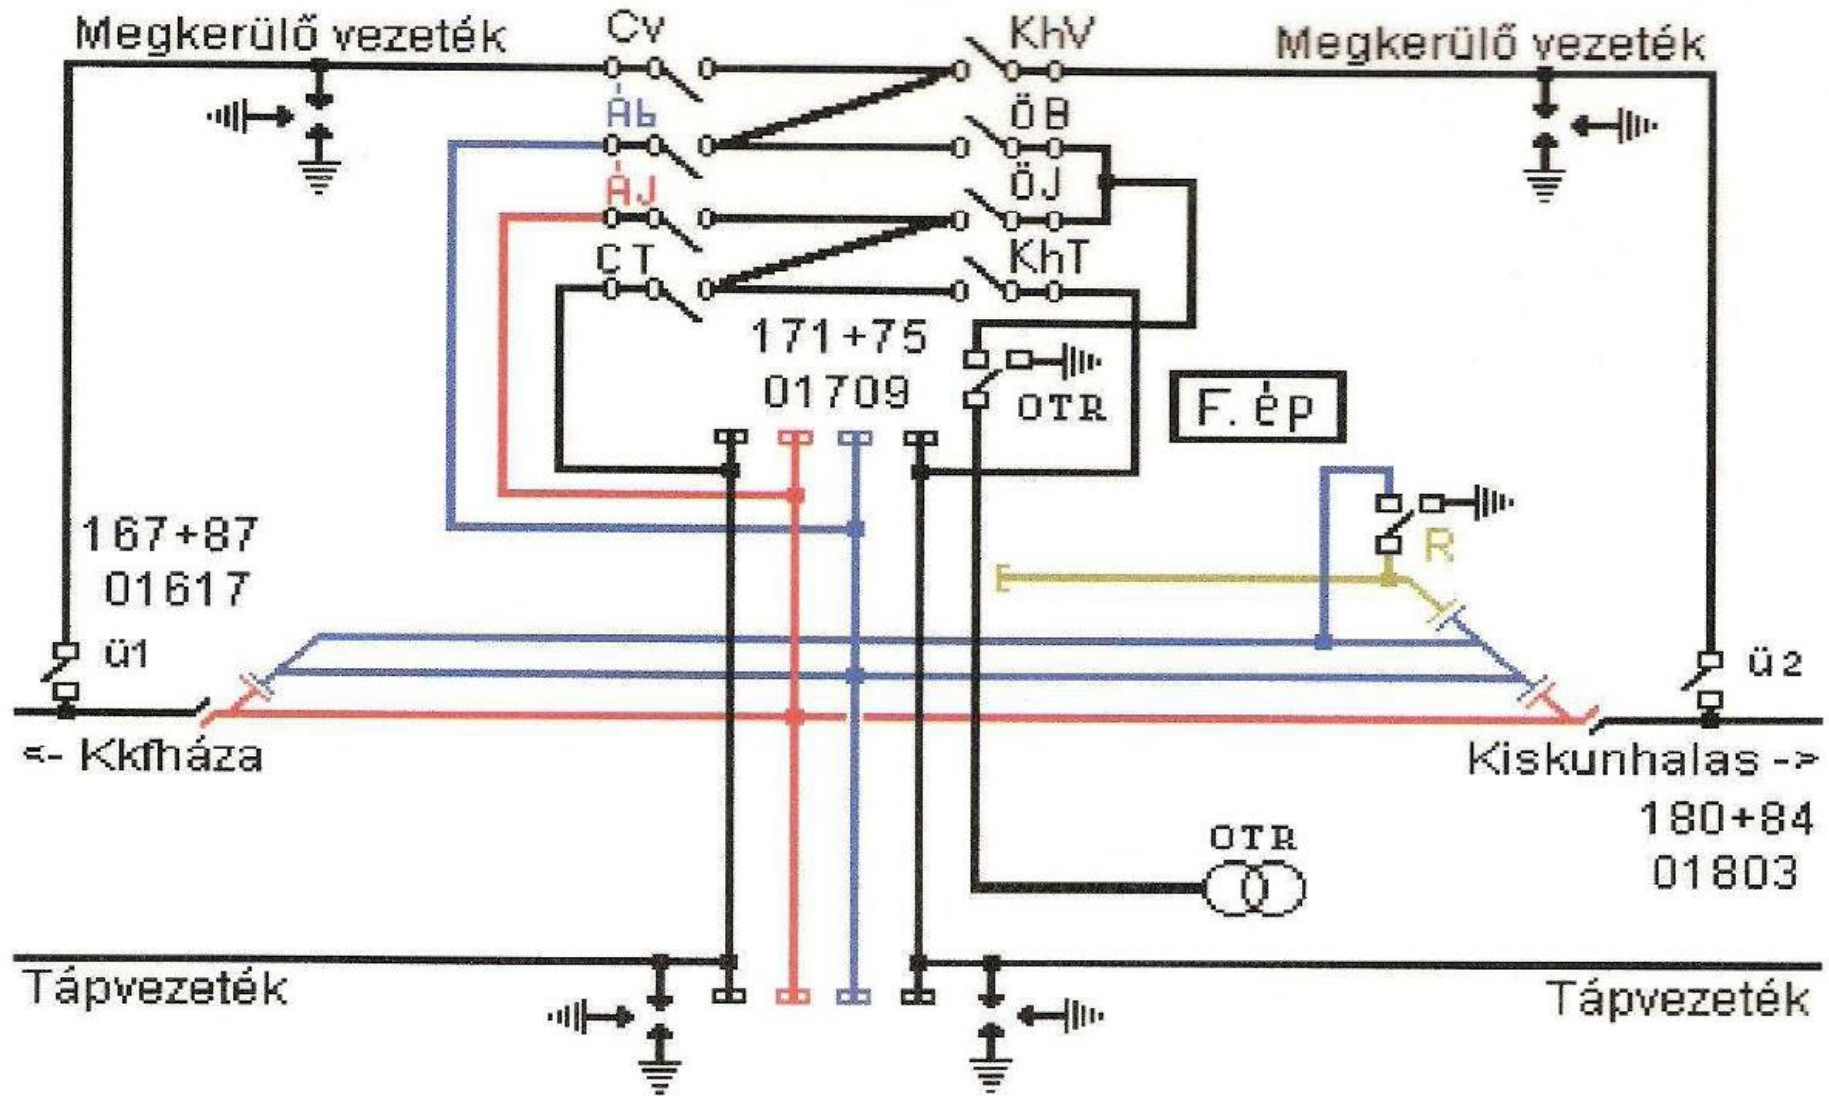 Megkerülő vezeték
Cv
KhV
Megkerülő vezeték
Áb
ÖB
ÁJ
ÖJ
CT
KhT
171+75
01709
OTR
F. ép
167+87
01617
R
ü1
ü2
<- Kkfháza
Kiskunhalas ->
180+84
01803
OTR
Tápvezeték
Tápvezeték